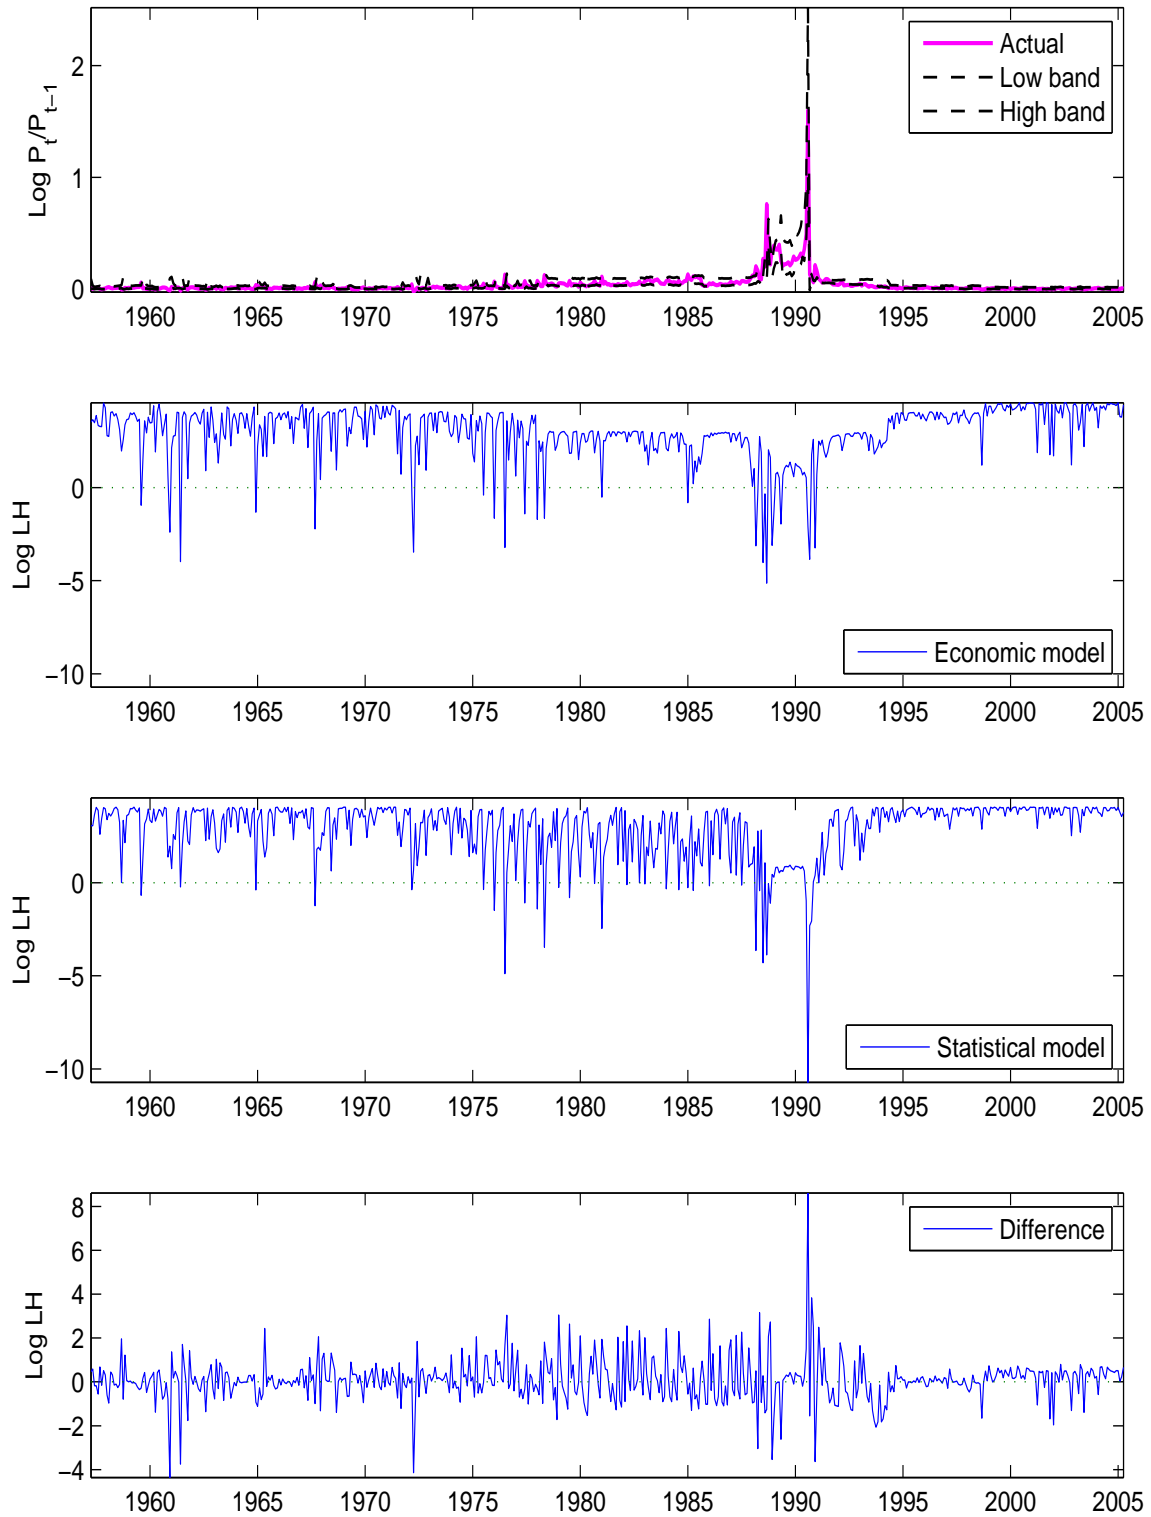 Log P_t/P_{t−1}
2
1
0
Actual
Low band
High band
1960 1965 1970 1975 1980 1985 1990 1995 2000 2005
Log LH
0
−5
−10
Economic model
1960 1965 1970 1975 1980 1985 1990 1995 2000 2005
Log LH
0
−5
−10
Statistical model
1960 1965 1970 1975 1980 1985 1990 1995 2000 2005
Log LH
8
6
4
2
0
−2
−4
Difference
1960 1965 1970 1975 1980 1985 1990 1995 2000 2005